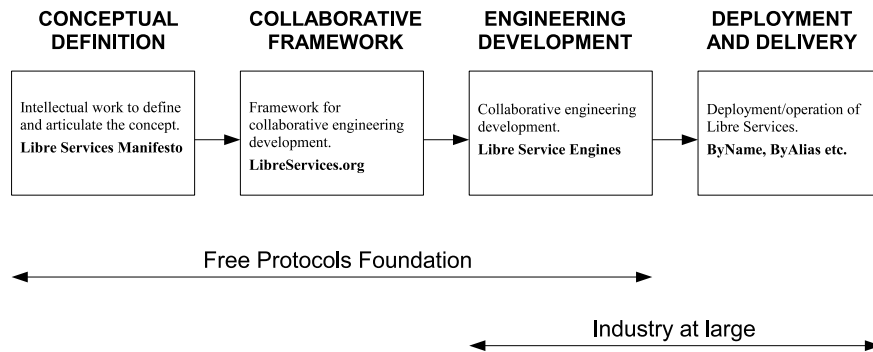 CONCEPTUAL
DEFINITION
COLLABORATIVE
FRAMEWORK
ENGINEERING
DEVELOPMENT
DEPLOYMENT
AND DELIVERY
Intellectual work to define
and articulate the concept.
Libre Services Manifesto
Framework for
collaborative engineering
development.
LibreServices.org
Collaborative engineering
development.
Libre Service Engines
Deployment/operation of
Libre Services.
ByName, ByAlias etc.
Free Protocols Foundation
Industry at large